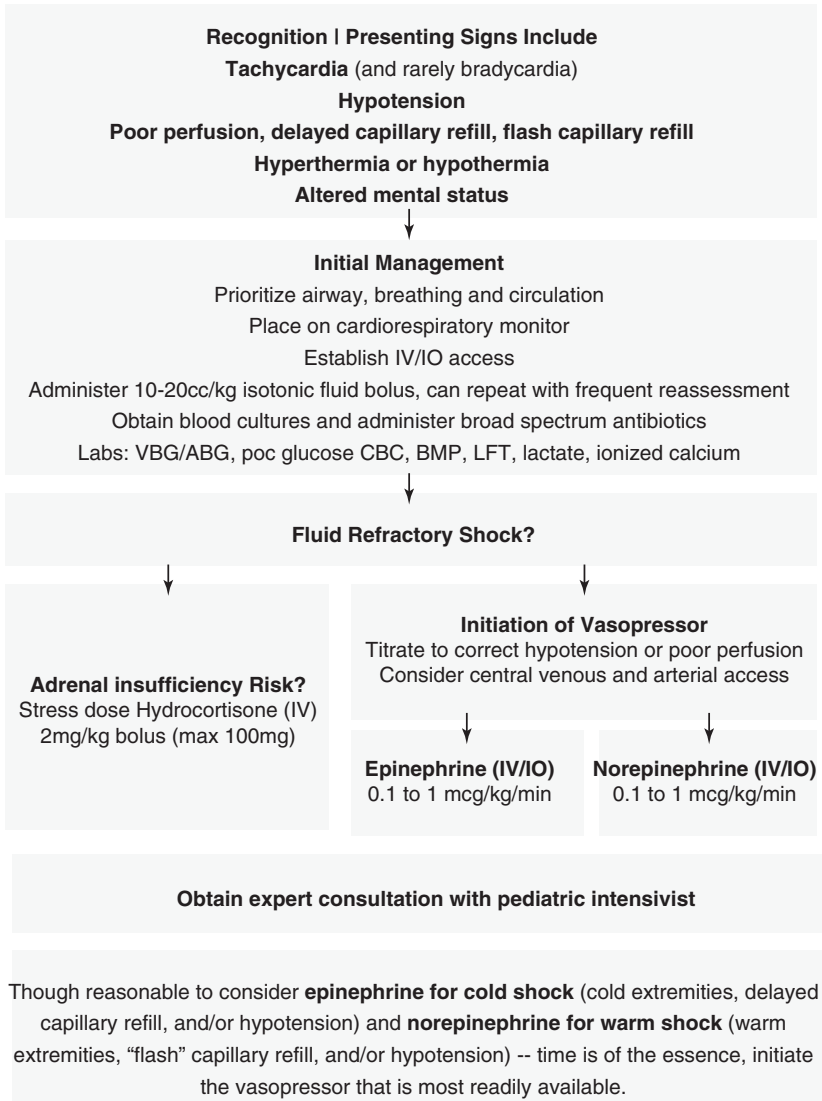 Recognition | Presenting Signs Include
Tachycardia (and rarely bradycardia)
Hypotension
Poor perfusion, delayed capillary refill, flash capillary refill
Hyperthermia or hypothermia
Altered mental status
Initial Management
Prioritize airway, breathing and circulation
Place on cardiorespiratory monitor
Establish IV/IO access
Administer 10-20cc/kg isotonic fluid bolus, can repeat with frequent reassessment
Obtain blood cultures and administer broad spectrum antibiotics
Labs: VBG/ABG, poc glucose CBC, BMP, LFT, lactate, ionized calcium
Fluid Refractory Shock?
Adrenal insufficiency Risk?
Stress dose Hydrocortisone (IV)
2mg/kg bolus (max 100mg)
Initiation of Vasopressor
Titrate to correct hypotension or poor perfusion
Consider central venous and arterial access
Epinephrine (IV/IO)
0.1 to 1 mcg/kg/min
Norepinephrine (IV/IO)
0.1 to 1 mcg/kg/min
Obtain expert consultation with pediatric intensivist
Though reasonable to consider epinephrine for cold shock (cold extremities, delayed
capillary refill, and/or hypotension) and norepinephrine for warm shock (warm
extremities, “flash” capillary refill, and/or hypotension) -- time is of the essence, initiate
the vasopressor that is most readily available.